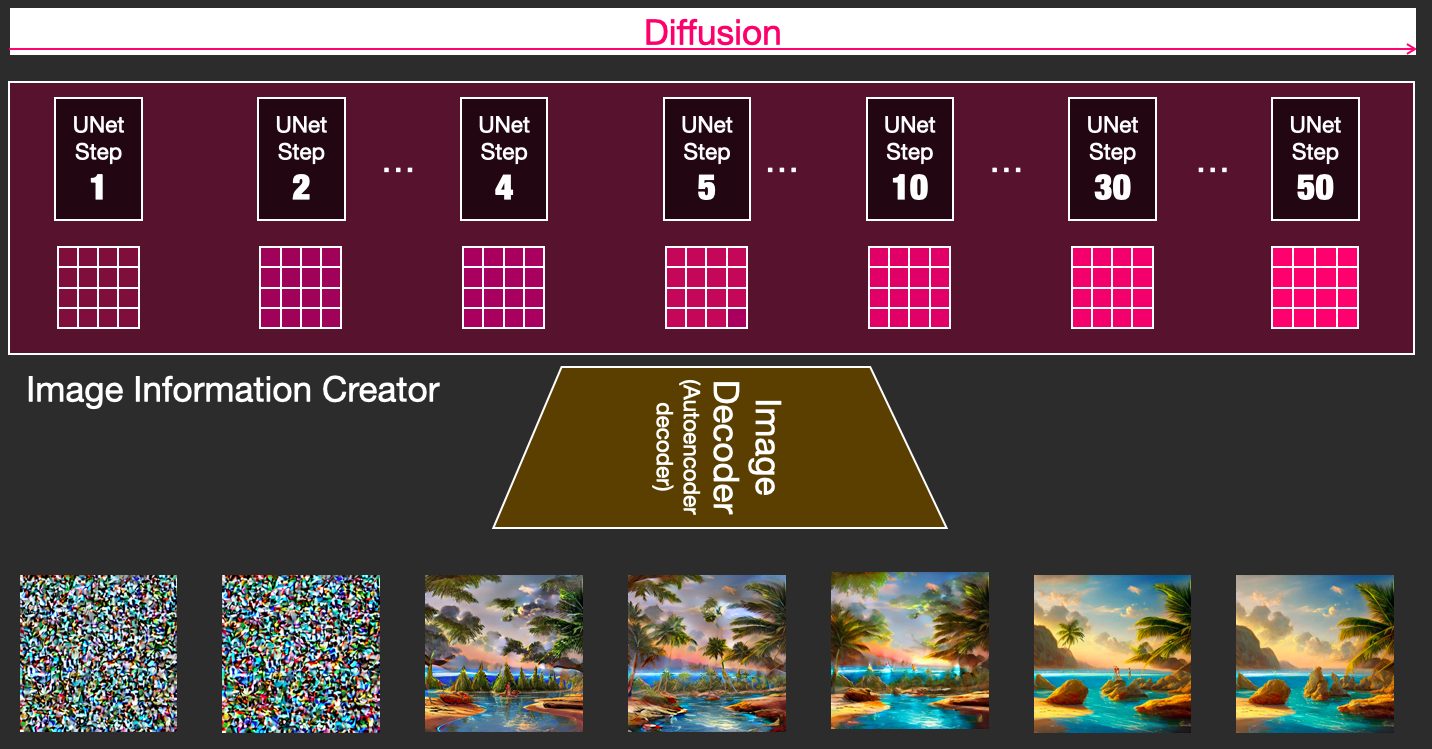 Diffusion
UNet
Step
1
UNet
Step
2
...
UNet
Step
4
UNet
Step
5
...
UNet
Step
10
...
UNet
Step
30
...
UNet
Step
50
Image Information Creator
Image
Decoder
(Autoencoder
decoder)